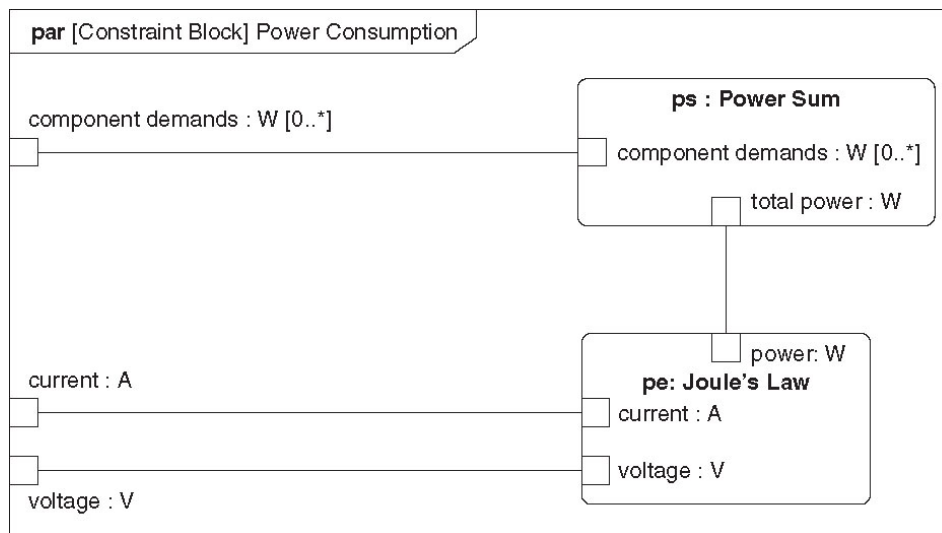 par [Constraint Block] Power Consumption
ps : Power Sum
component demands : W [0..*]
component demands : W [0..*]
total power : W
power: W
pe: Joule's Law
current : A
current : A
voltage : V
voltage : V